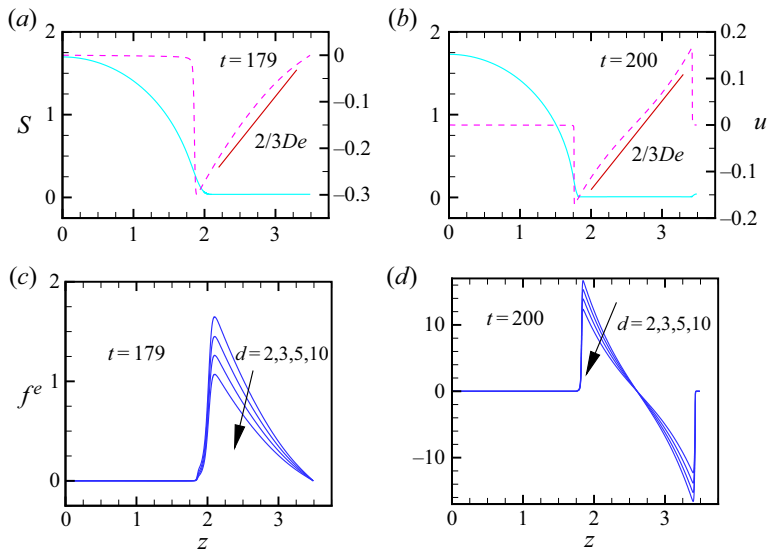 (a)
2
1
0
S
0
1
2
3
t = 179
2/3De
0
−0.1
−0.2
−0.3
(b)
2
1
0
0
1
2
3
t = 200
2/3De
0.2
0.1
0
−0.1
−0.2
u
(c)
2
1
0
f^e
t = 179
d = 2,3,5,10
0
1
2
3
z
(d)
10
0
−10
t = 200
d = 2,3,5,10
0
1
2
3
z